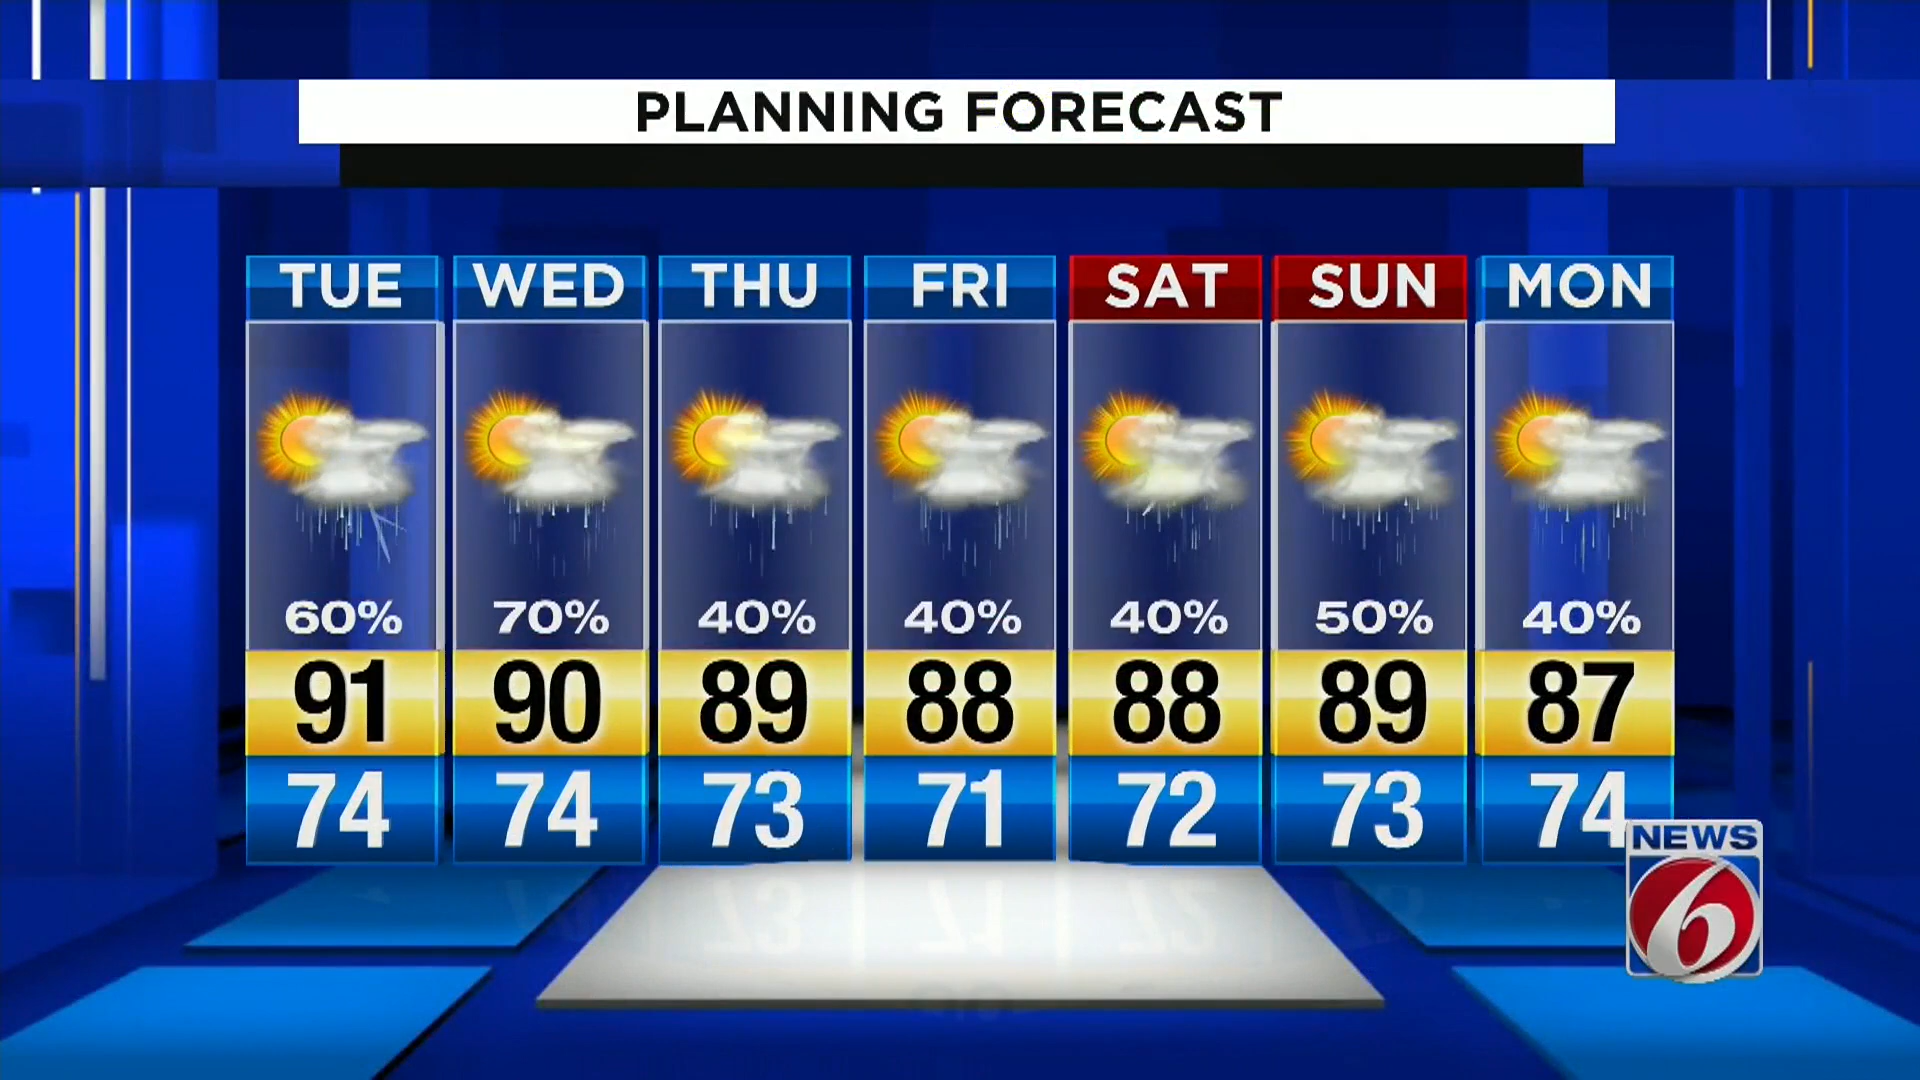 PLANNING FORECAST
TUE WED THU FRI SAT SUN MON
60% 70% 40% 40% 40% 50% 40%
91 90 89 88 88 89 87
74 74 73 71 72 73 74
NEWS
6